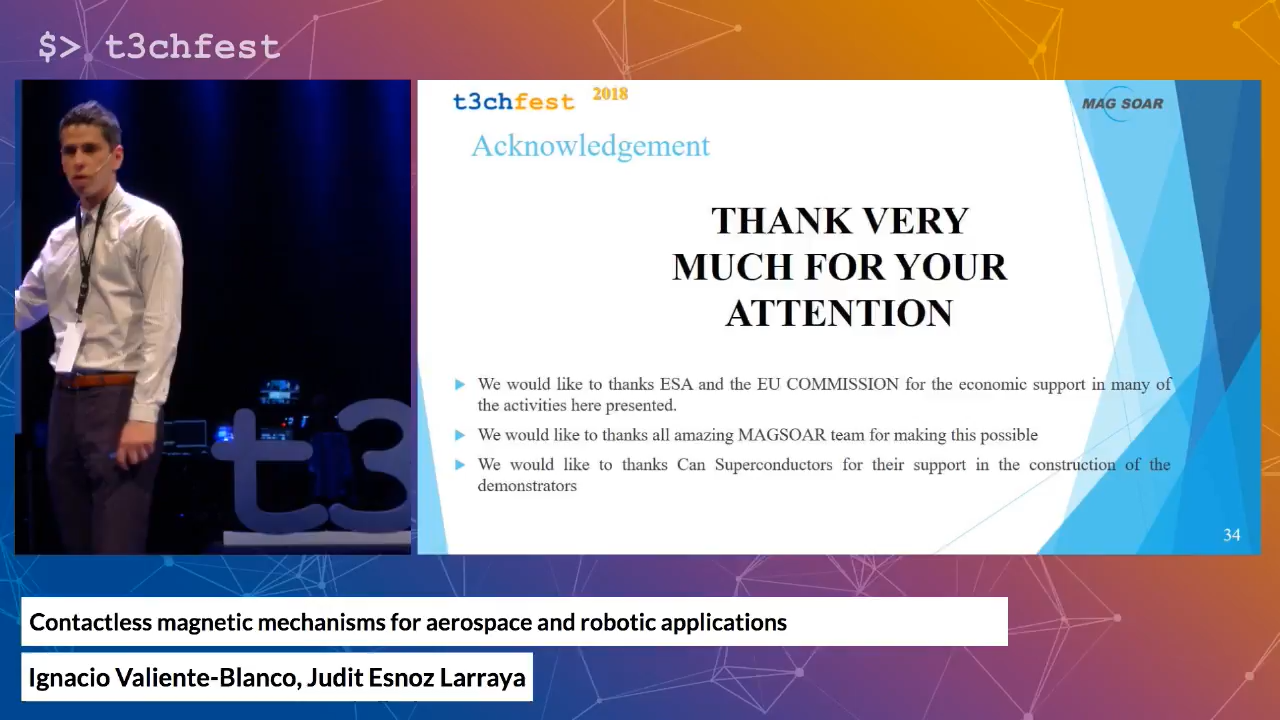 $> t3chfest
t3chfest 2018
MAG SOAR
Acknowledgement
THANK VERY
MUCH FOR YOUR
ATTENTION
We would like to thanks ESA and the EU COMMISSION for the economic support in many of
the activities here presented.
We would like to thanks all amazing MAGSOAR team for making this possible
We would like to thanks Can Superconductors for their support in the construction of the
demonstrators
34
t3
Contactless magnetic mechanisms for aerospace and robotic applications
Ignacio Valiente-Blanco, Judit Esnoz Larraya